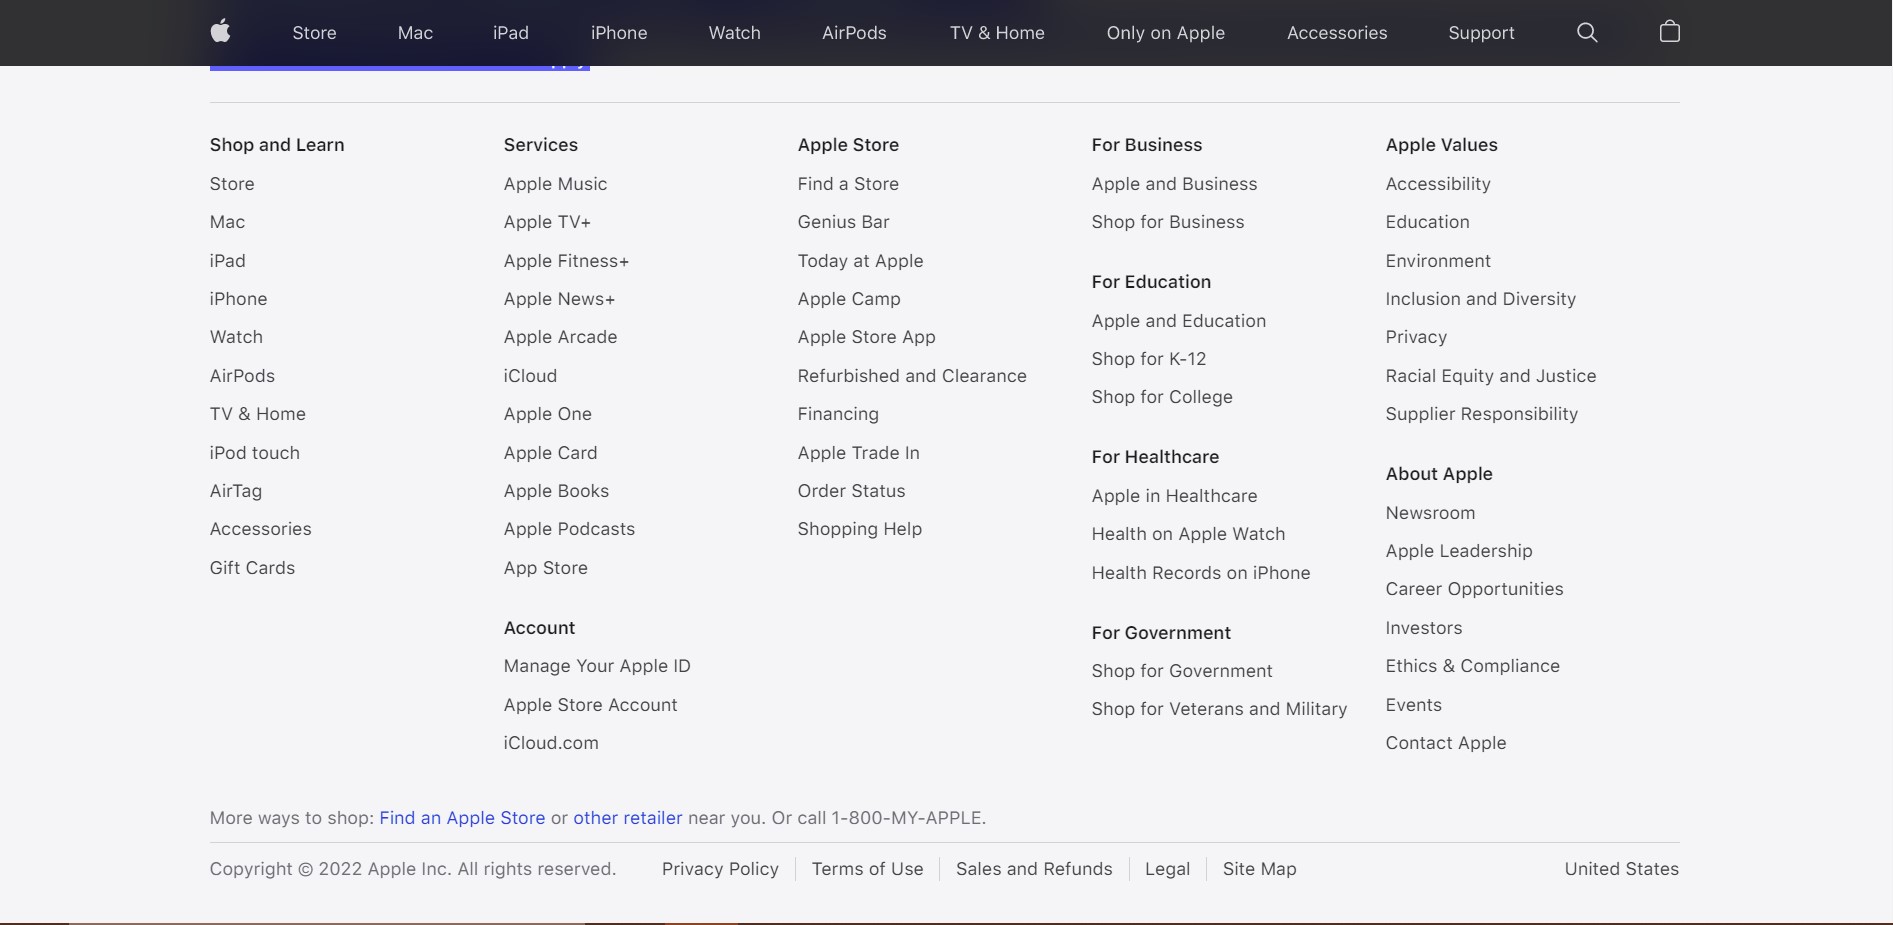 Store
Mac
iPad
iPhone
Watch
AirPods
TV & Home
Only on Apple
Accessories
Support
Shop and Learn
Store
Mac
iPad
iPhone
Watch
AirPods
TV & Home
iPod touch
AirTag
Accessories
Gift Cards
Services
Apple Music
Apple TV+
Apple Fitness+
Apple News+
Apple Arcade
iCloud
Apple One
Apple Card
Apple Books
Apple Podcasts
App Store
Account
Manage Your Apple ID
Apple Store Account
iCloud.com
Apple Store
Find a Store
Genius Bar
Today at Apple
Apple Camp
Apple Store App
Refurbished and Clearance
Financing
Apple Trade In
Order Status
Shopping Help
For Business
Apple and Business
Shop for Business
For Education
Apple and Education
Shop for K-12
Shop for College
For Healthcare
Apple in Healthcare
Health on Apple Watch
Health Records on iPhone
For Government
Shop for Government
Shop for Veterans and Military
Apple Values
Accessibility
Education
Environment
Inclusion and Diversity
Privacy
Racial Equity and Justice
Supplier Responsibility
About Apple
Newsroom
Apple Leadership
Career Opportunities
Investors
Ethics & Compliance
Events
Contact Apple
More ways to shop: Find an Apple Store or other retailer near you. Or call 1-800-MY-APPLE.
Copyright © 2022 Apple Inc. All rights reserved.
Privacy Policy
Terms of Use
Sales and Refunds
Legal
Site Map
United States